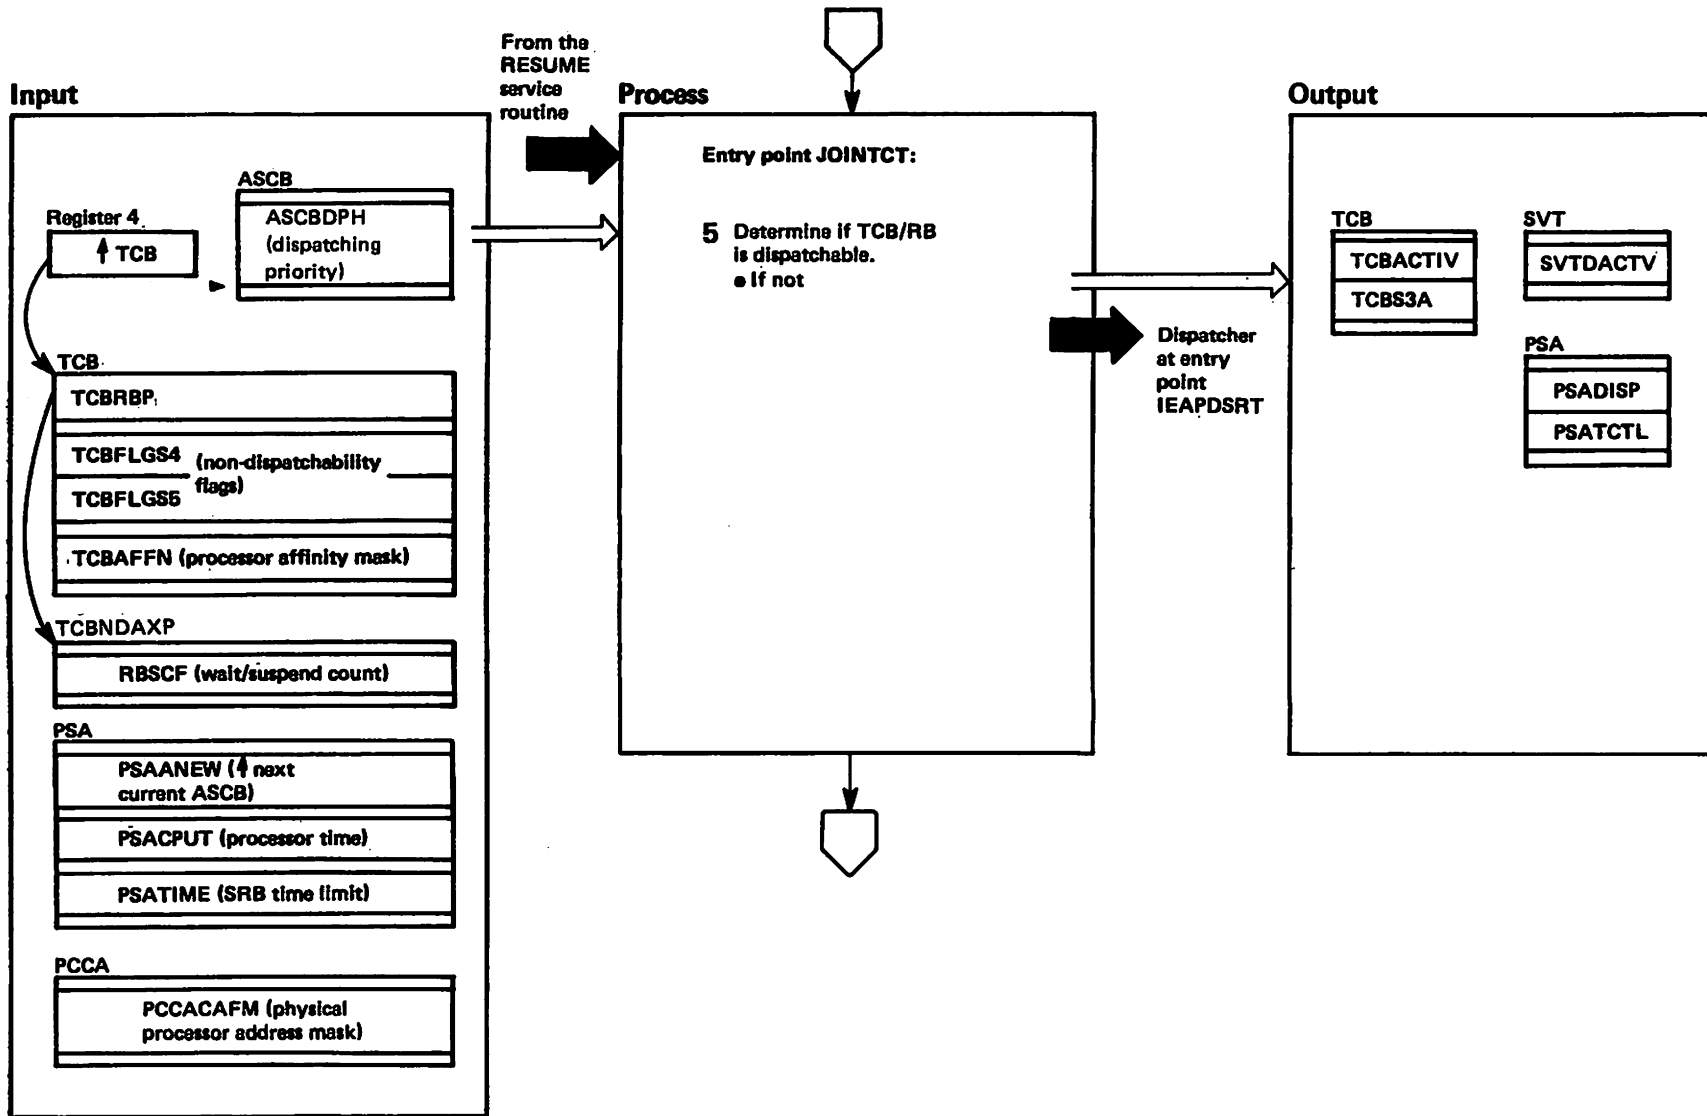 Input
Register 4
TCB
ASCB
ASCBDPH
(dispatching
priority)
TCB
TCBRBP
TCBFLGS4
(non-dispatchability
flags)
TCBFLGS5
TCBAFFN (processor affinity mask)
TCBNDAXP
RBSCF (wait/suspend count)
PSA
PSAANEW ( next
current ASCB)
PSACPUT (processor time)
PSATIME (SRB time limit)
PCCA
PCCACAFM (physical
processor address mask)
From the
RESUME
service
routine
Process
Entry point JOINTCT:
5 Determine if TCB/RB
is dispatchable.
● If not
Dispatcher
at entry
point
IEAPDSRT
Output
TCB
TCBACTIV
TCBS3A
SVT
SVTDACTV
PSA
PSADISP
PSATCTL